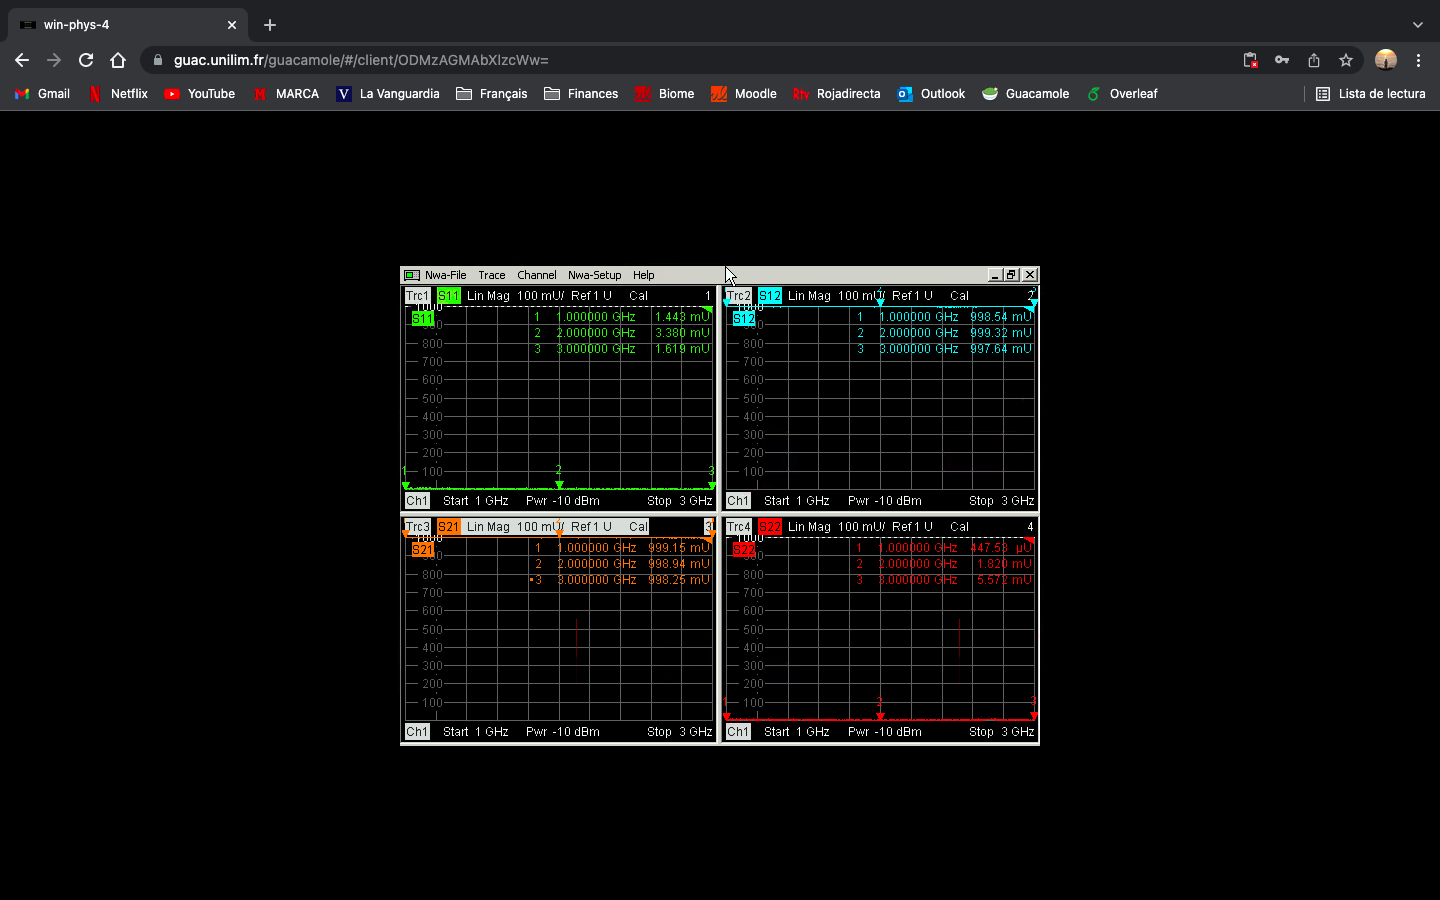 win-phys-4
guac.unilim.fr/guacamole/#/client/ODMzAGMAbXIzcWw=
Gmail Netflix YouTube MARCA La Vanguardia Français Finances Biome Moodle Rojadirecta Outlook Guacamole Overleaf Lista de lectura
Nwa-File Trace Channel Nwa-Setup Help
Trc1 S11 Lin Mag 100 mU/ Ref 1 U Cal 1
1000
S11
1 1.000000 GHz 1.443 mU
2 2.000000 GHz 3.380 mU
3 3.000000 GHz 1.619 mU
800
700
600
500
400
300
200
100
1 2 3
Ch1 Start 1 GHz Pwr -10 dBm Stop 3 GHz
Trc2 S12 Lin Mag 100 mU/ Ref 1 U Cal 2
1000
S12
1 1.000000 GHz 998.54 mU
2 2.000000 GHz 999.32 mU
3 3.000000 GHz 997.64 mU
800
700
600
500
400
300
200
100
Ch1 Start 1 GHz Pwr -10 dBm Stop 3 GHz
Trc3 S21 Lin Mag 100 mU/ Ref 1 U Cal 3
1000
S21
1 1.000000 GHz 999.15 mU
2 2.000000 GHz 998.94 mU
•3 3.000000 GHz 998.25 mU
800
700
600
500
400
300
200
100
Ch1 Start 1 GHz Pwr -10 dBm Stop 3 GHz
Trc4 S22 Lin Mag 100 mU/ Ref 1 U Cal 4
1000
S22
1 1.000000 GHz 447.59 µU
2 2.000000 GHz 1.820 mU
3 3.000000 GHz 5.572 mU
800
700
600
500
400
300
200
100
1 2 3
Ch1 Start 1 GHz Pwr -10 dBm Stop 3 GHz